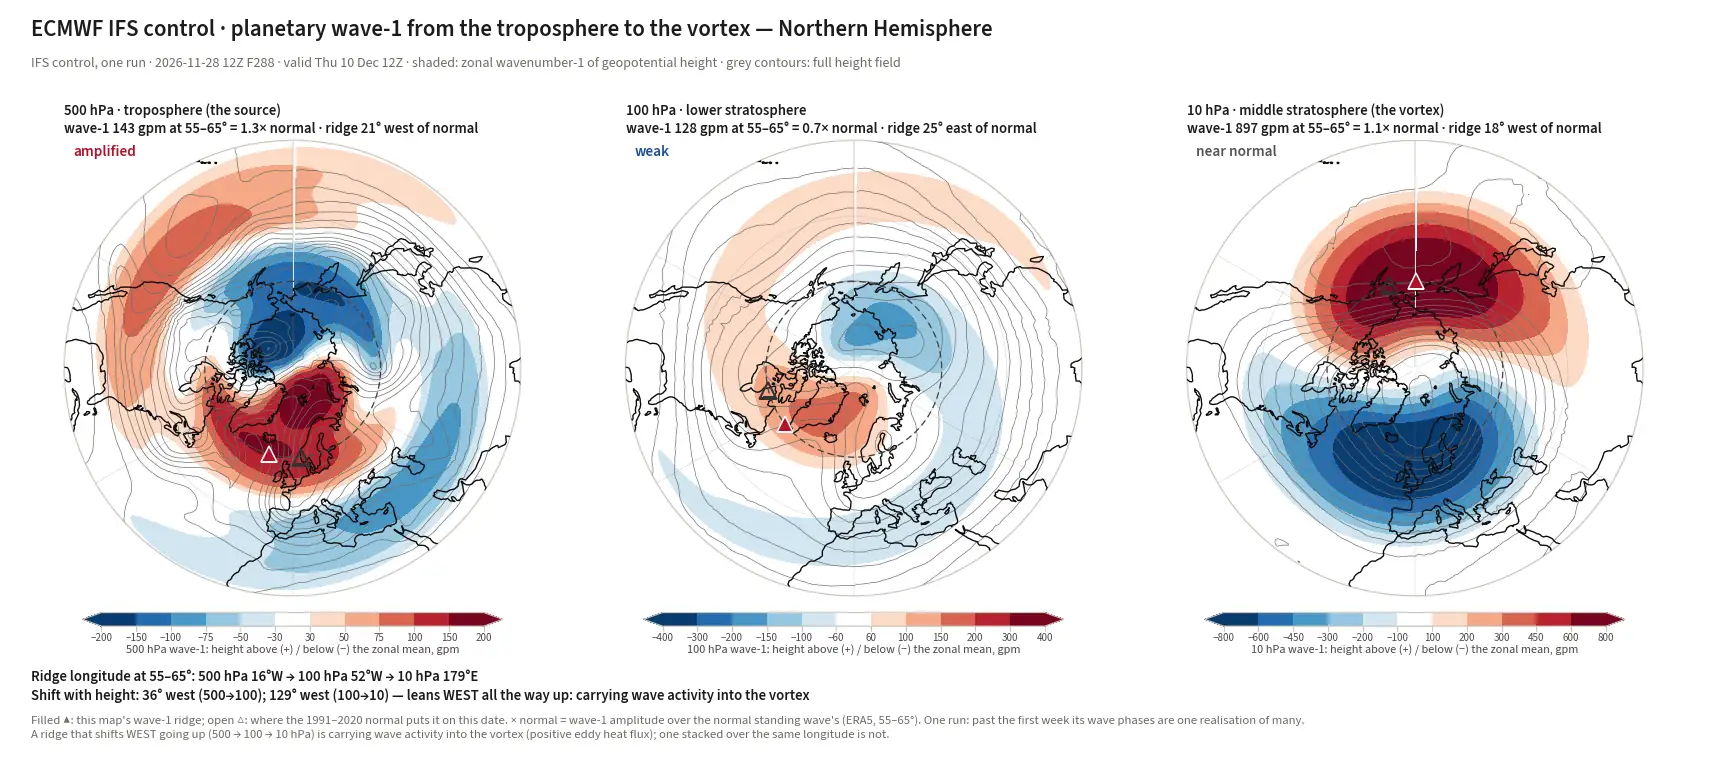 ECMWF IFS control · planetary wave-1 from the troposphere to the vortex — Northern Hemisphere
IFS control, one run · 2026-11-28 12Z F288 · valid Thu 10 Dec 12Z · shaded: zonal wavenumber-1 of geopotential height · grey contours: full height field
500 hPa · troposphere (the source)
wave-1 143 gpm at 55–65° = 1.3× normal · ridge 21° west of normal
amplified
100 hPa · lower stratosphere
wave-1 128 gpm at 55–65° = 0.7× normal · ridge 25° east of normal
weak
10 hPa · middle stratosphere (the vortex)
wave-1 897 gpm at 55–65° = 1.1× normal · ridge 18° west of normal
near normal
−200 −150 −100 −75 −50 −30 30 50 75 100 150 200
500 hPa wave-1: height above (+) / below (−) the zonal mean, gpm
−400 −300 −200 −150 −100 −60 60 100 150 200 300 400
100 hPa wave-1: height above (+) / below (−) the zonal mean, gpm
−800 −600 −450 −300 −200 −100 100 200 300 450 600 800
10 hPa wave-1: height above (+) / below (−) the zonal mean, gpm
Ridge longitude at 55–65°: 500 hPa 16°W → 100 hPa 52°W → 10 hPa 179°E
Shift with height: 36° west (500→100); 129° west (100→10) — leans WEST all the way up: carrying wave activity into the vortex
Filled ▲: this map's wave-1 ridge; open △: where the 1991–2020 normal puts it on this date. × normal = wave-1 amplitude over the normal standing wave's (ERA5, 55–65°). One run: past the first week its wave phases are one realisation of many.
A ridge that shifts WEST going up (500 → 100 → 10 hPa) is carrying wave activity into the vortex (positive eddy heat flux); one stacked over the same longitude is not.